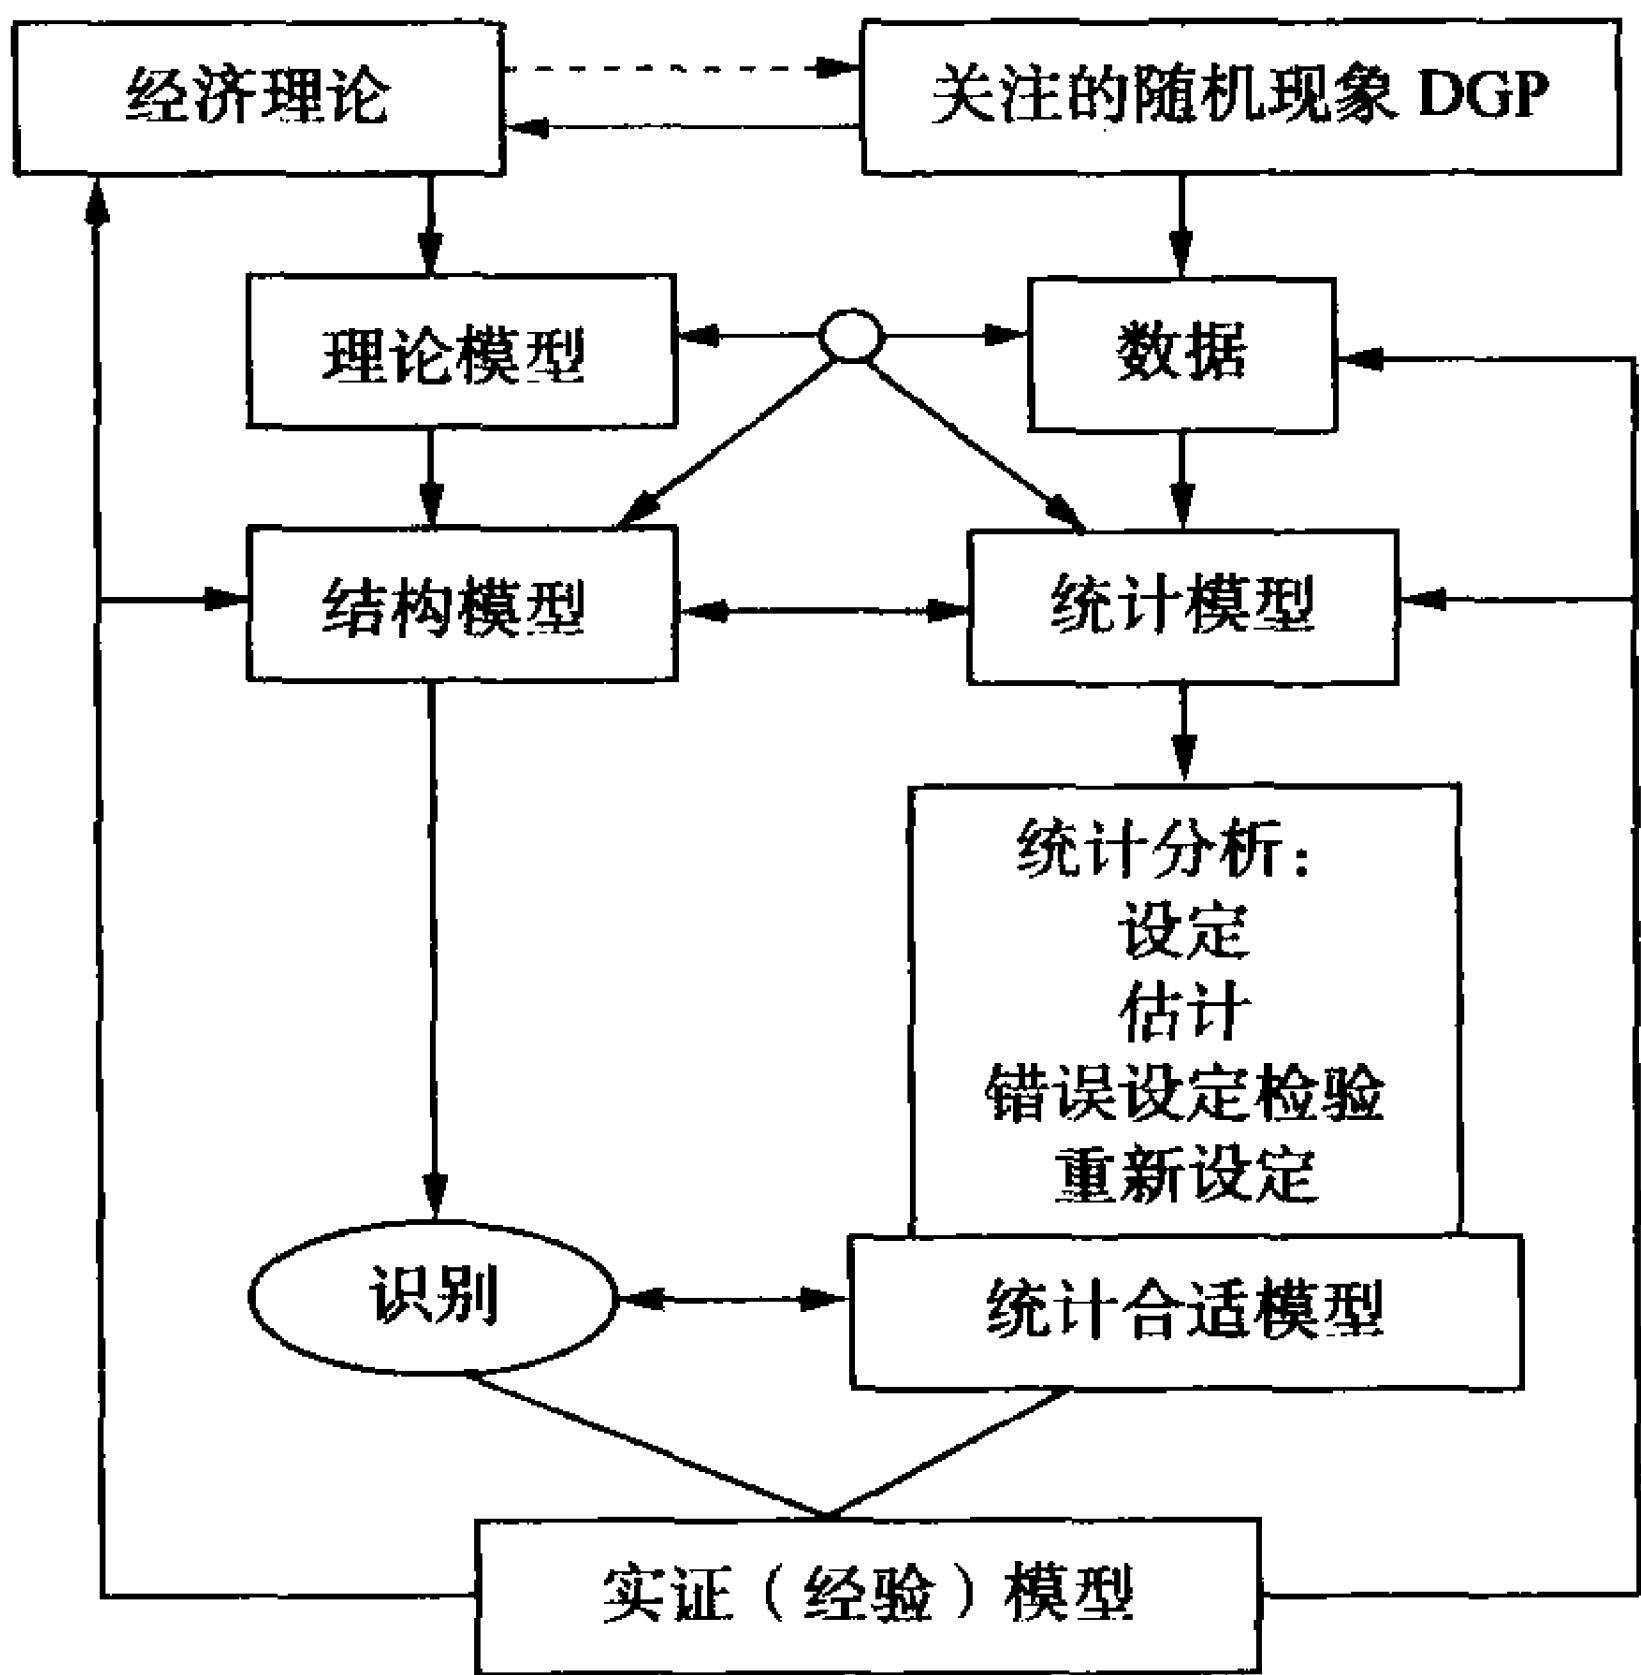 经济理论
关注的随机现象 DGP
理论模型
数据
结构模型
统计模型
统计分析:
设定
估计
错误设定检验
重新设定
识别
统计合适模型
实证(经验)模型